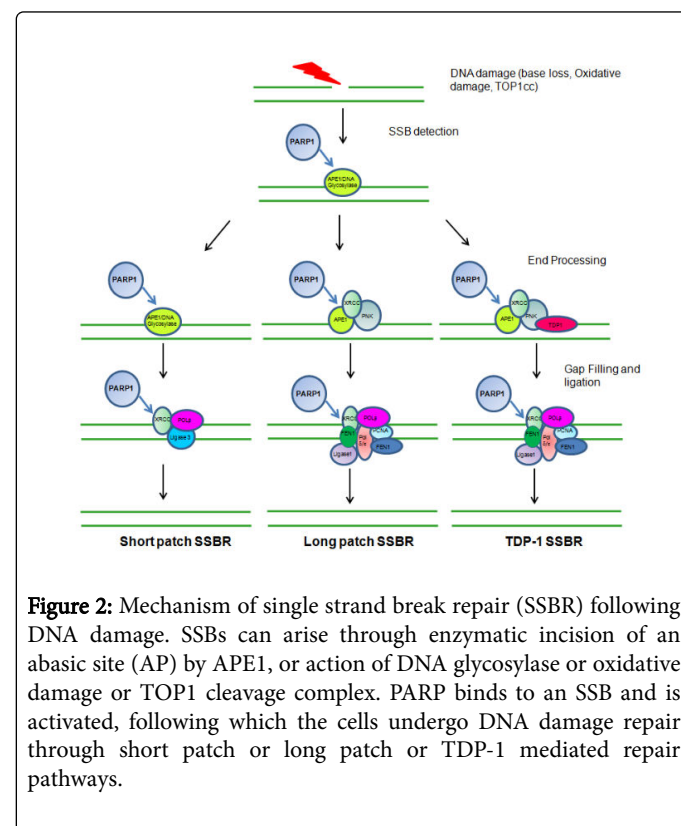 DNA damage (base loss, Oxidative
damage, TOP1cc)
SSB detection
PARP1
APE1/DNA
Glycosylase
End Processing
PARP1
APE1/DNA
Glycosylase
PARP1
XRCC
APE1
PNK
PARP1
XRCC
APE1
PNK
TDP1
Gap Filling and
ligation
PARP1
XRCC
POLβ
Ligase 3
PARP1
POLβ
FEN1
PCNA
FEN1
Ligase1
PARP1
POLβ
FEN1
PCNA
FEN1
Ligase1
Short patch SSBR
Long patch SSBR
TDP-1 SSBR
Figure 2: Mechanism of single strand break repair (SSBR) following
DNA damage. SSBs can arise through enzymatic incision of an
abasic site (AP) by APE1, or action of DNA glycosylase or oxidative
damage or TOP1 cleavage complex. PARP binds to an SSB and is
activated, following which the cells undergo DNA damage repair
through short patch or long patch or TDP-1 mediated repair
pathways.